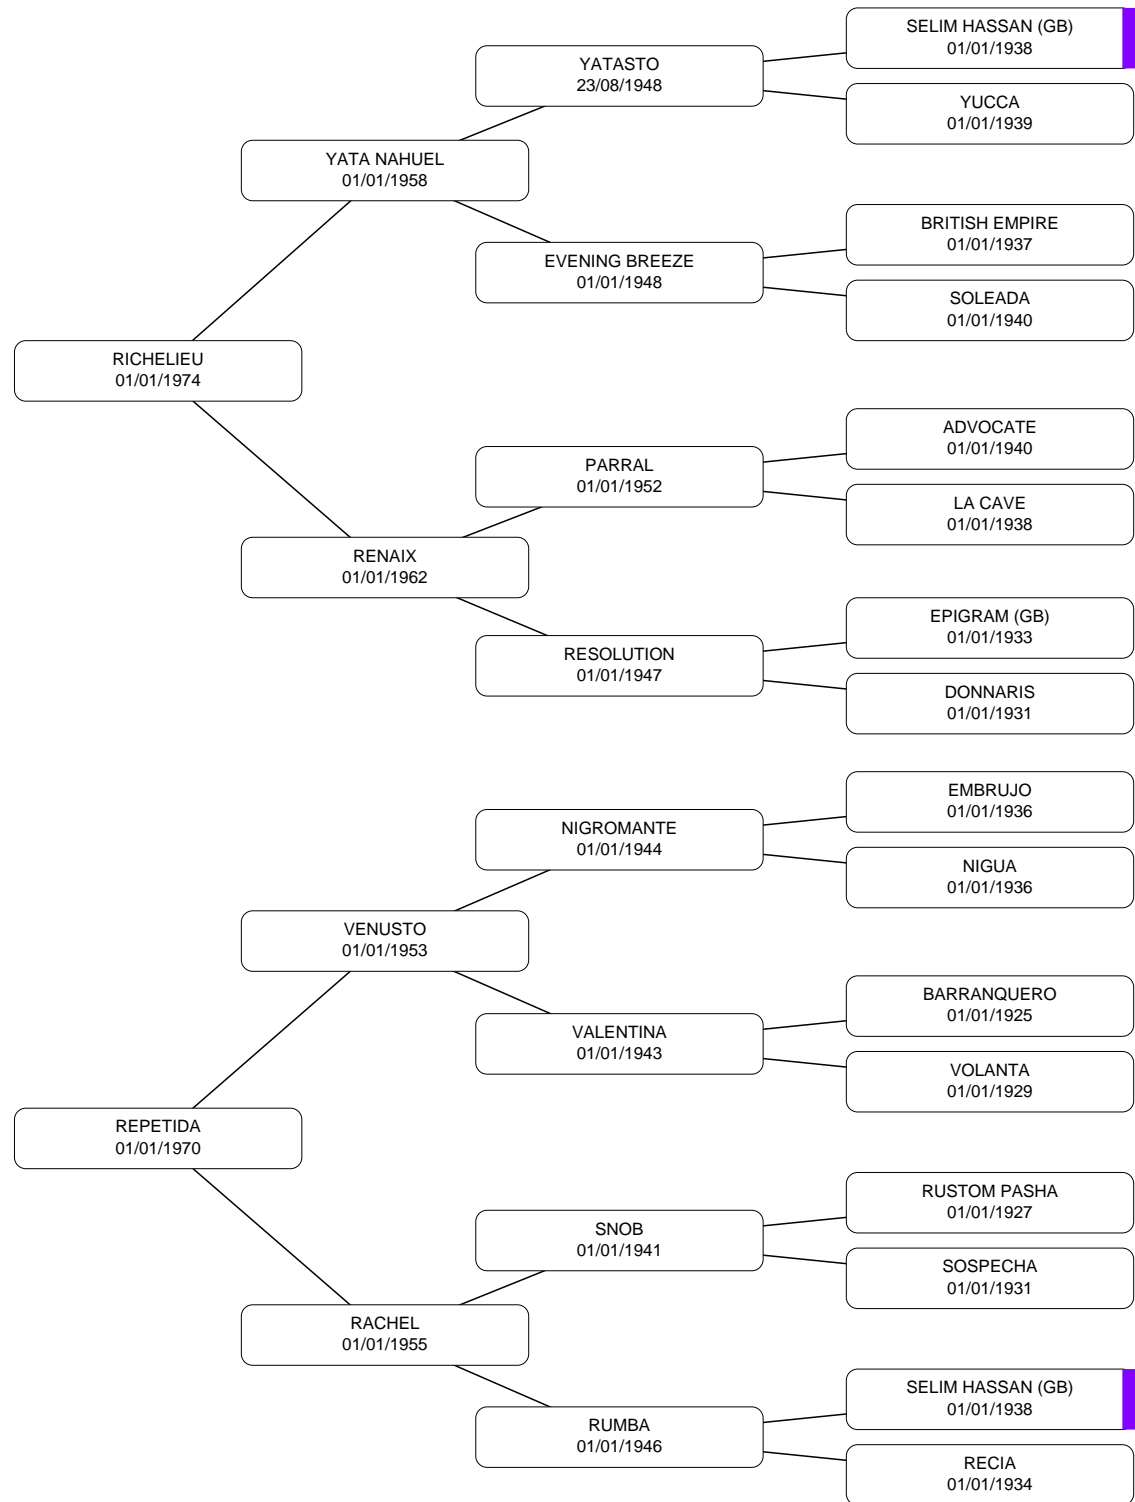 SELIM HASSAN (GB)
01/01/1938
YATASTO
23/08/1948
YUCCA
01/01/1939
YATA NAHUEL
01/01/1958
BRITISH EMPIRE
01/01/1937
EVENING BREEZE
01/01/1948
SOLEADA
01/01/1940
RICHELIEU
01/01/1974
ADVOCATE
01/01/1940
PARRAL
01/01/1952
LA CAVE
01/01/1938
RENAIX
01/01/1962
EPIGRAM (GB)
01/01/1933
RESOLUTION
01/01/1947
DONNARIS
01/01/1931
EMBRUJO
01/01/1936
NIGROMANTE
01/01/1944
NIGUA
01/01/1936
VENUSTO
01/01/1953
BARRANQUERO
01/01/1925
VALENTINA
01/01/1943
VOLANTA
01/01/1929
REPETIDA
01/01/1970
RUSTOM PASHA
01/01/1927
SNOB
01/01/1941
SOSPECHA
01/01/1931
RACHEL
01/01/1955
SELIM HASSAN (GB)
01/01/1938
RUMBA
01/01/1946
RECIA
01/01/1934